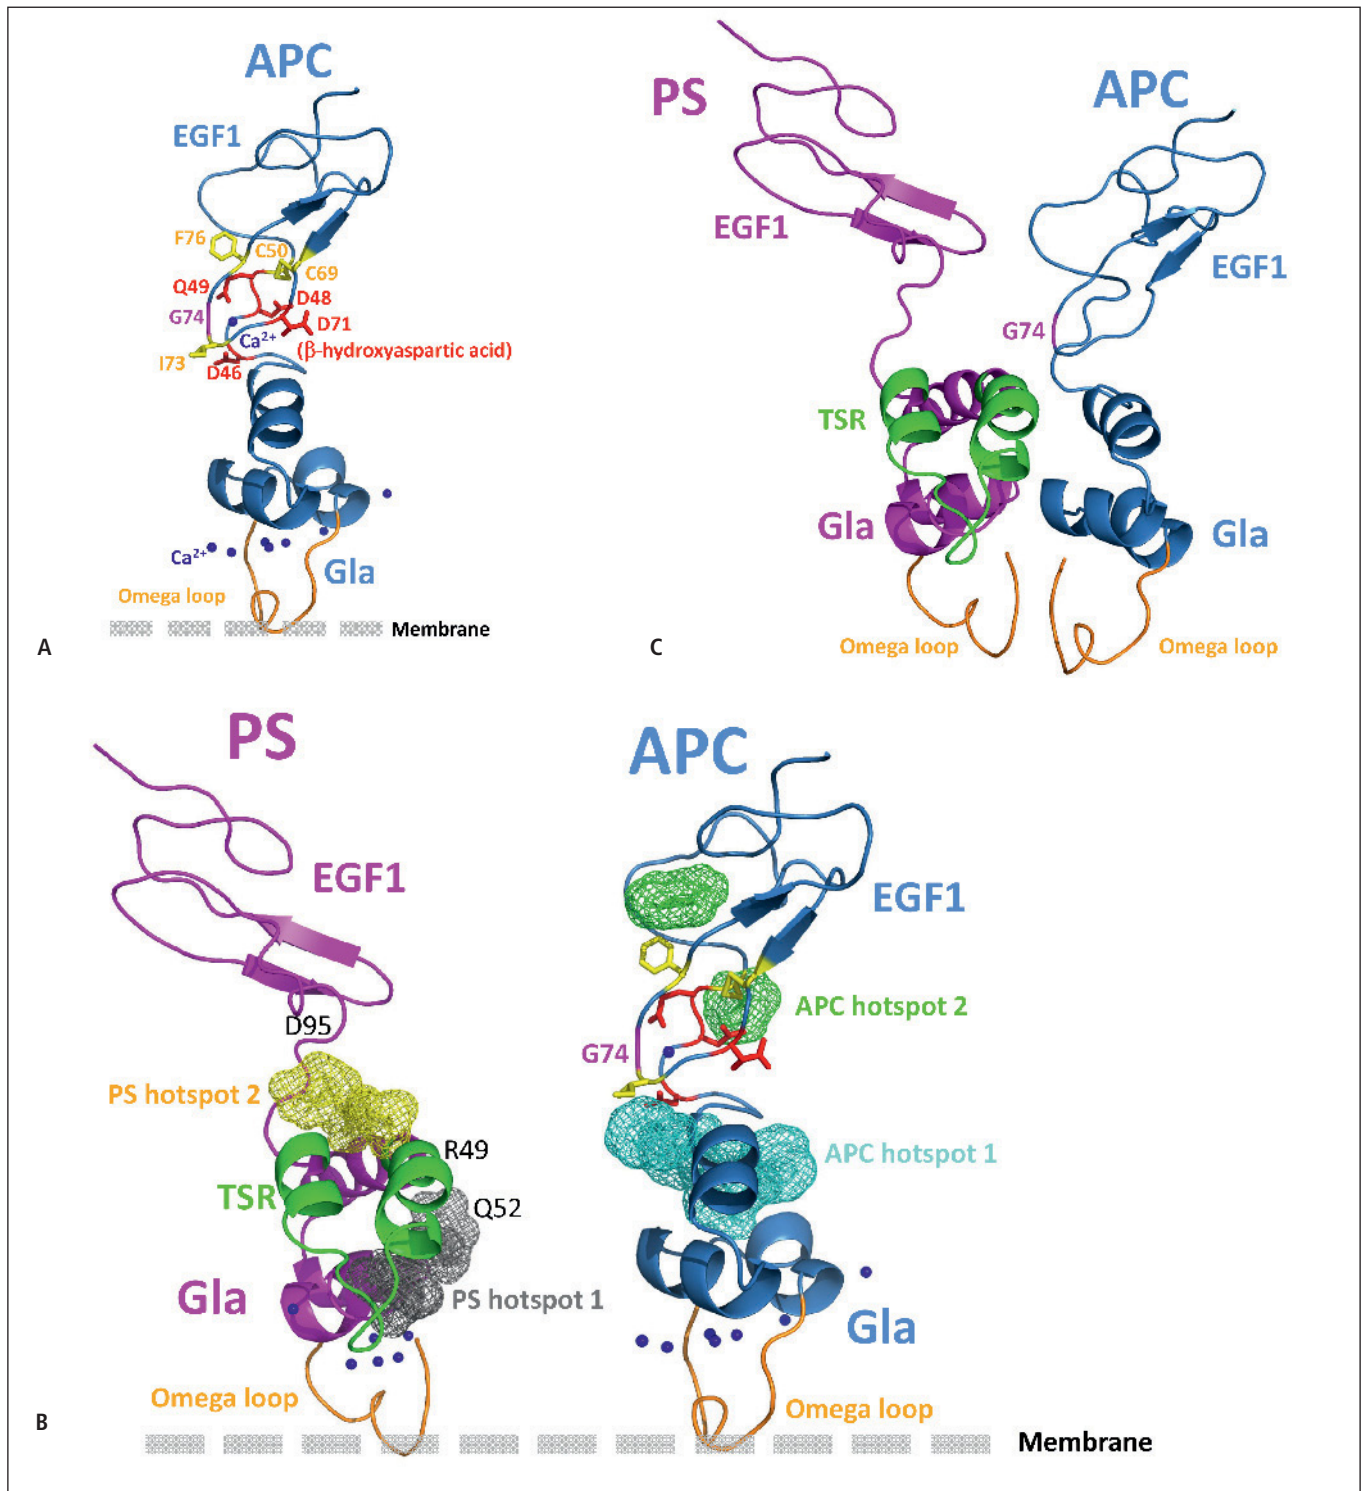 APC
EGF1
F76
C50
C69
Q49
D48
G74
D71
Ca2+
(β-hydroxyaspartic acid)
I73
D46
Ca2+
Gla
Omega loop
Membrane
A
PS
APC
EGF1
EGF1
G74
TSR
Gla
Gla
Omega loop
Omega loop
C
PS
APC
EGF1
EGF1
D95
APC hotspot 2
G74
PS hotspot 2
R49
APC hotspot 1
TSR
Q52
Gla
PS hotspot 1
Gla
Omega loop
Omega loop
B
Membrane